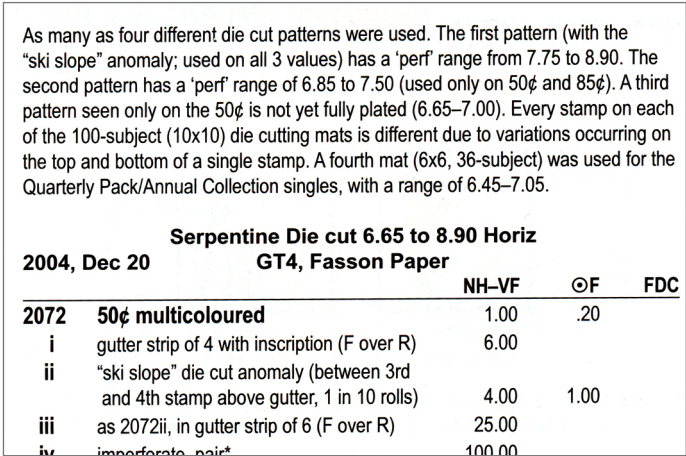 As many as four different die cut patterns were used. The first pattern (with the
“ski slope” anomaly; used on all 3 values) has a ‘perf’ range from 7.75 to 8.90. The
second pattern has a ‘perf’ range of 6.85 to 7.50 (used only on 50¢ and 85¢). A third
pattern seen only on the 50¢ is not yet fully plated (6.65–7.00). Every stamp on each
of the 100-subject (10x10) die cutting mats is different due to variations occurring on
the top and bottom of a single stamp. A fourth mat (6x6, 36-subject) was used for the
Quarterly Pack/Annual Collection singles, with a range of 6.45–7.05.
Serpentine Die cut 6.65 to 8.90 Horiz
2004, Dec 20 GT4, Fasson Paper
NH–VF ⊙F FDC
2072 50¢ multicoloured 1.00 .20
i gutter strip of 4 with inscription (F over R) 6.00
ii “ski slope” die cut anomaly (between 3rd
and 4th stamp above gutter, 1 in 10 rolls) 4.00 1.00
iii as 2072ii, in gutter strip of 6 (F over R) 25.00
iv imperforate, pair* 100.00